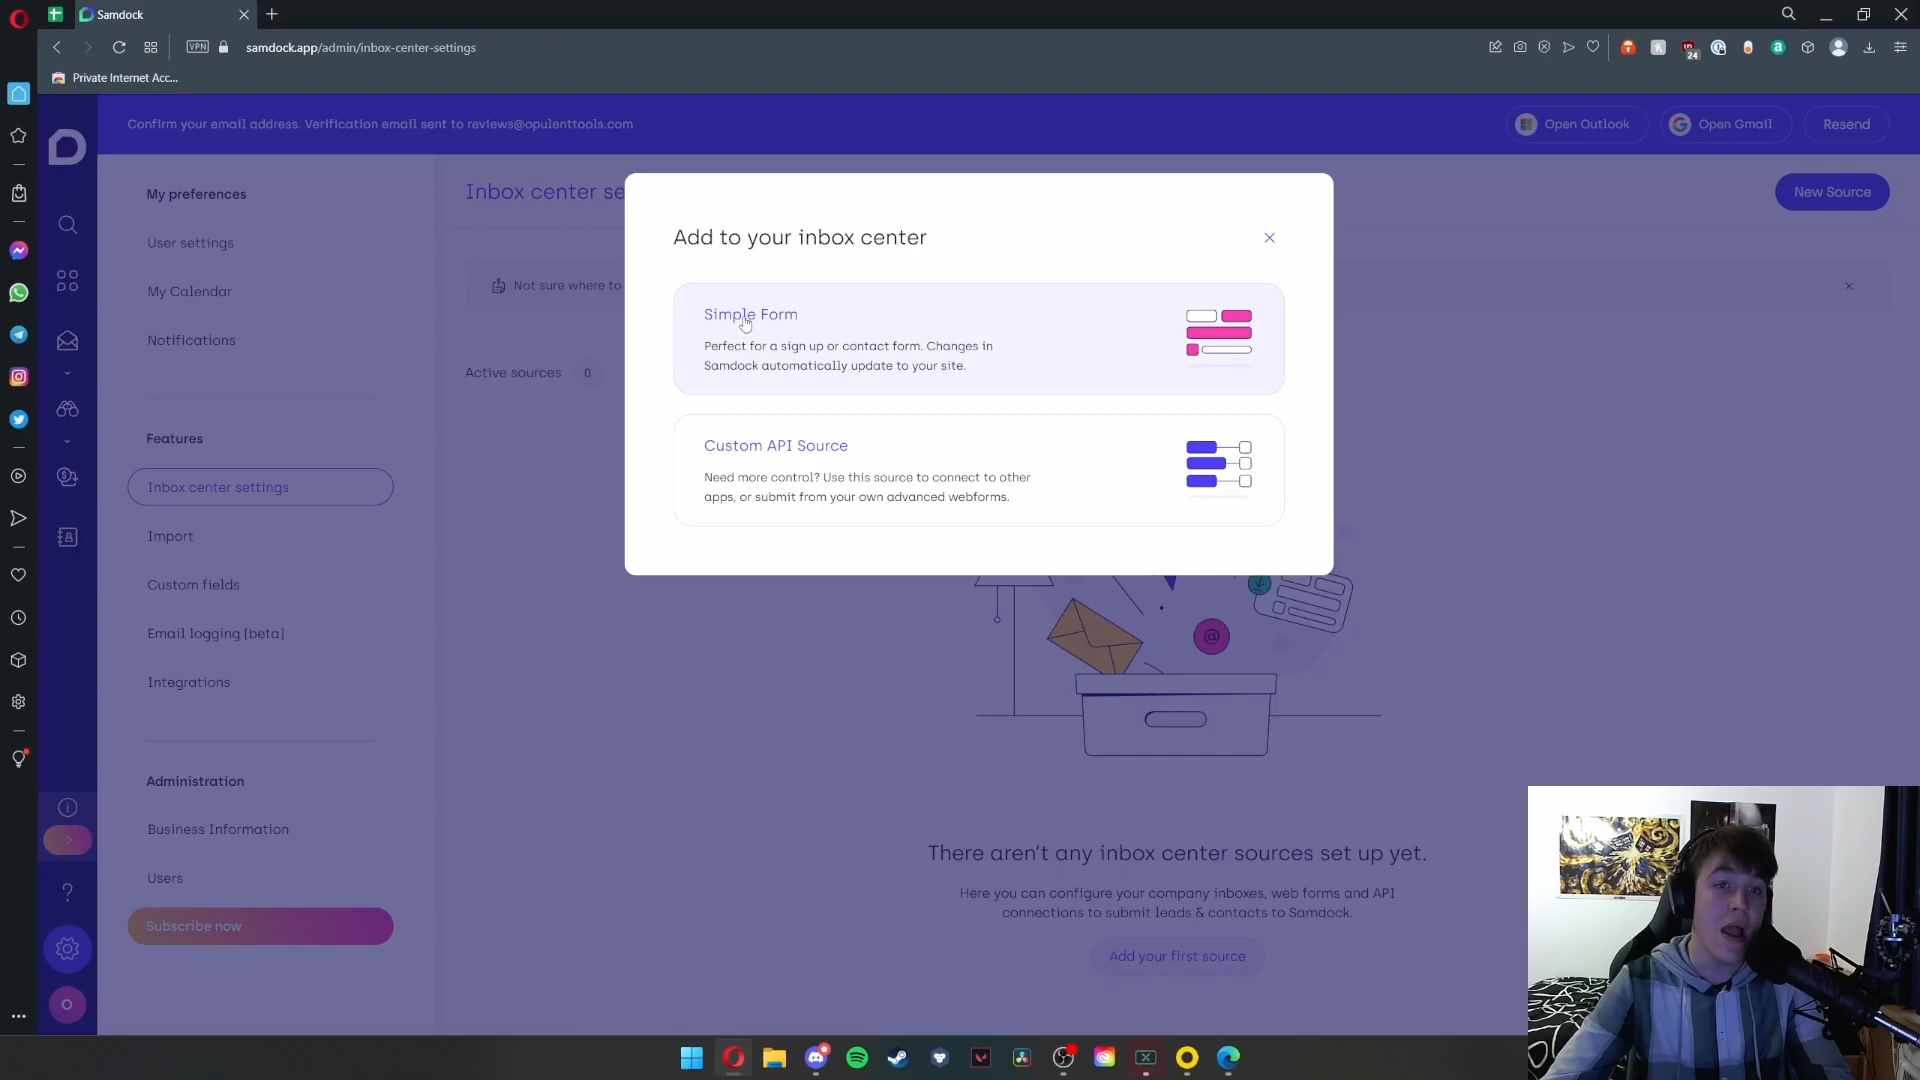 Samdock
VPN
samdock.app/admin/inbox-center-settings
24
Private Internet Acc...
Confirm your email address. Verification email sent to reviews@opulenttools.com
Open Outlook
Open Gmail
Resend
My preferences
User settings
My Calendar
Notifications
Features
Inbox center settings
Import
Custom fields
Email logging [beta]
Integrations
Administration
Business Information
Users
Subscribe now
Inbox center se
New Source
Not sure where to
Active sources 0
Add to your inbox center
Simple Form
Perfect for a sign up or contact form. Changes in
Samdock automatically update to your site.
Custom API Source
Need more control? Use this source to connect to other
apps, or submit from your own advanced webforms.
There aren't any inbox center sources set up yet.
Here you can configure your company inboxes, web forms and API
connections to submit leads & contacts to Samdock.
Add your first source